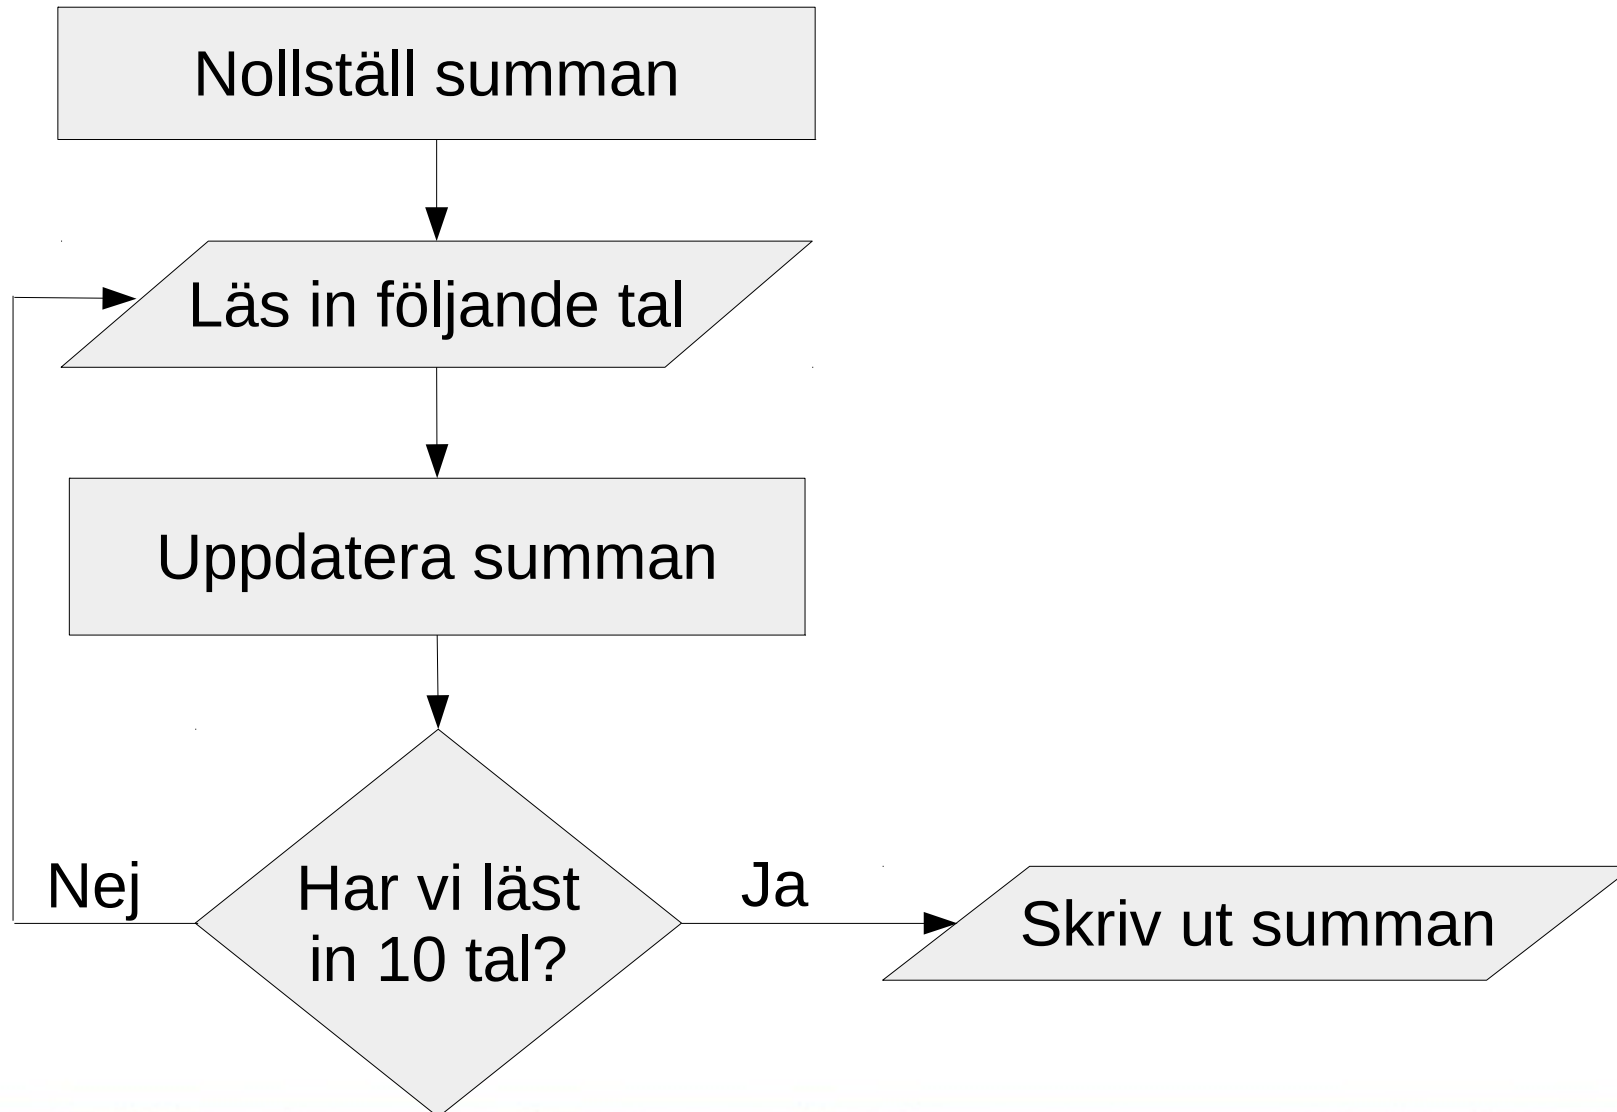 Nollställ summan
Läs in följande tal
Uppdatera summan
Nej
Har vi läst
in 10 tal?
Ja
Skriv ut summan